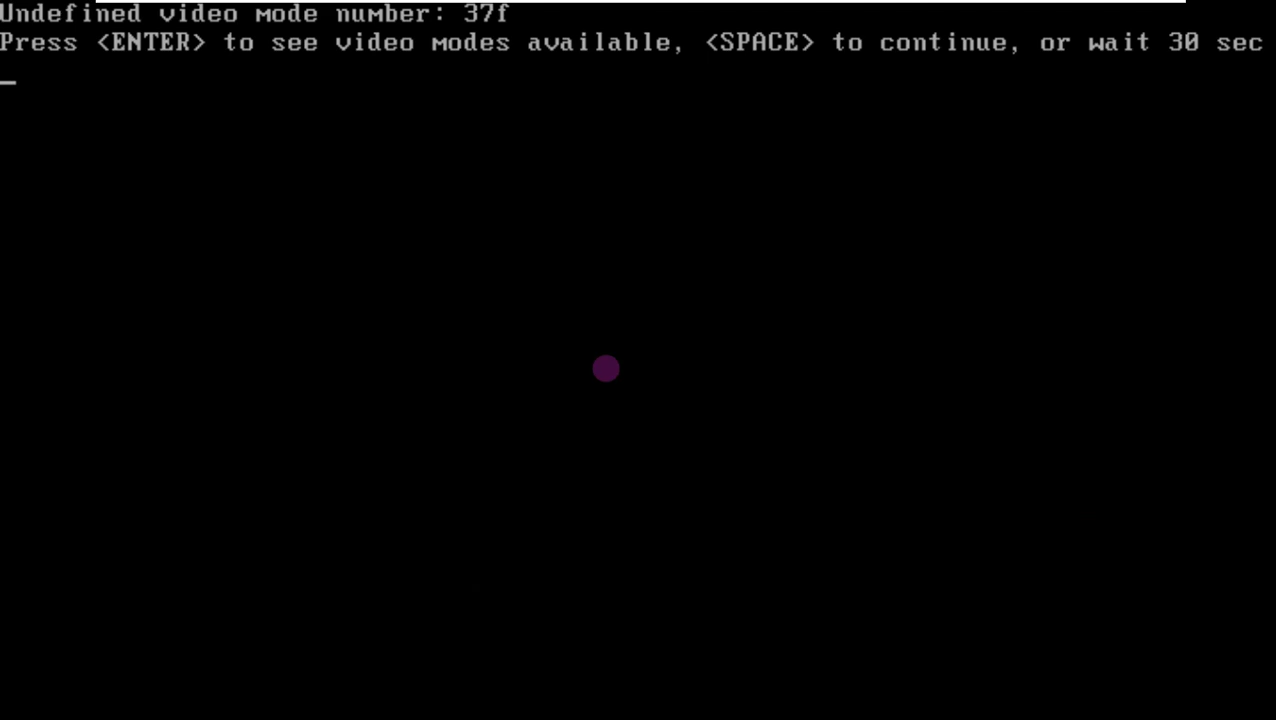 Undefined video mode number: 37f
Press <ENTER> to see video modes available, <SPACE> to continue, or wait 30 sec